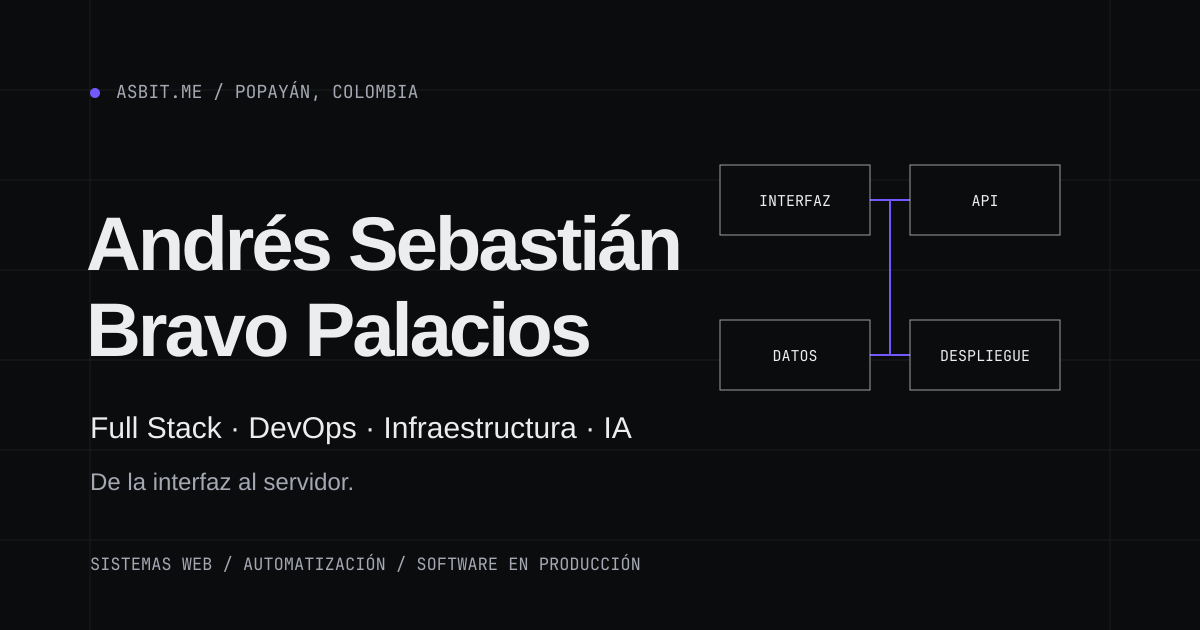 ASBIT.ME / POPAYÁN, COLOMBIA
Andrés Sebastián
Bravo Palacios
Full Stack · DevOps · Infraestructura · IA
De la interfaz al servidor.
SISTEMAS WEB / AUTOMATIZACIÓN / SOFTWARE EN PRODUCCIÓN
INTERFAZ
API
DATOS
DESPLIEGUE